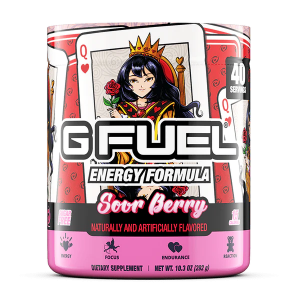 Q
40
SERVINGS
G FUEL
ENERGY FORMULA
Sour Berry
NATURALLY AND ARTIFICIALLY FLAVORED
ENERGY
FOCUS
ENDURANCE
REACTION
DIETARY SUPPLEMENT
NET WT. 10.3 OZ (292 g)